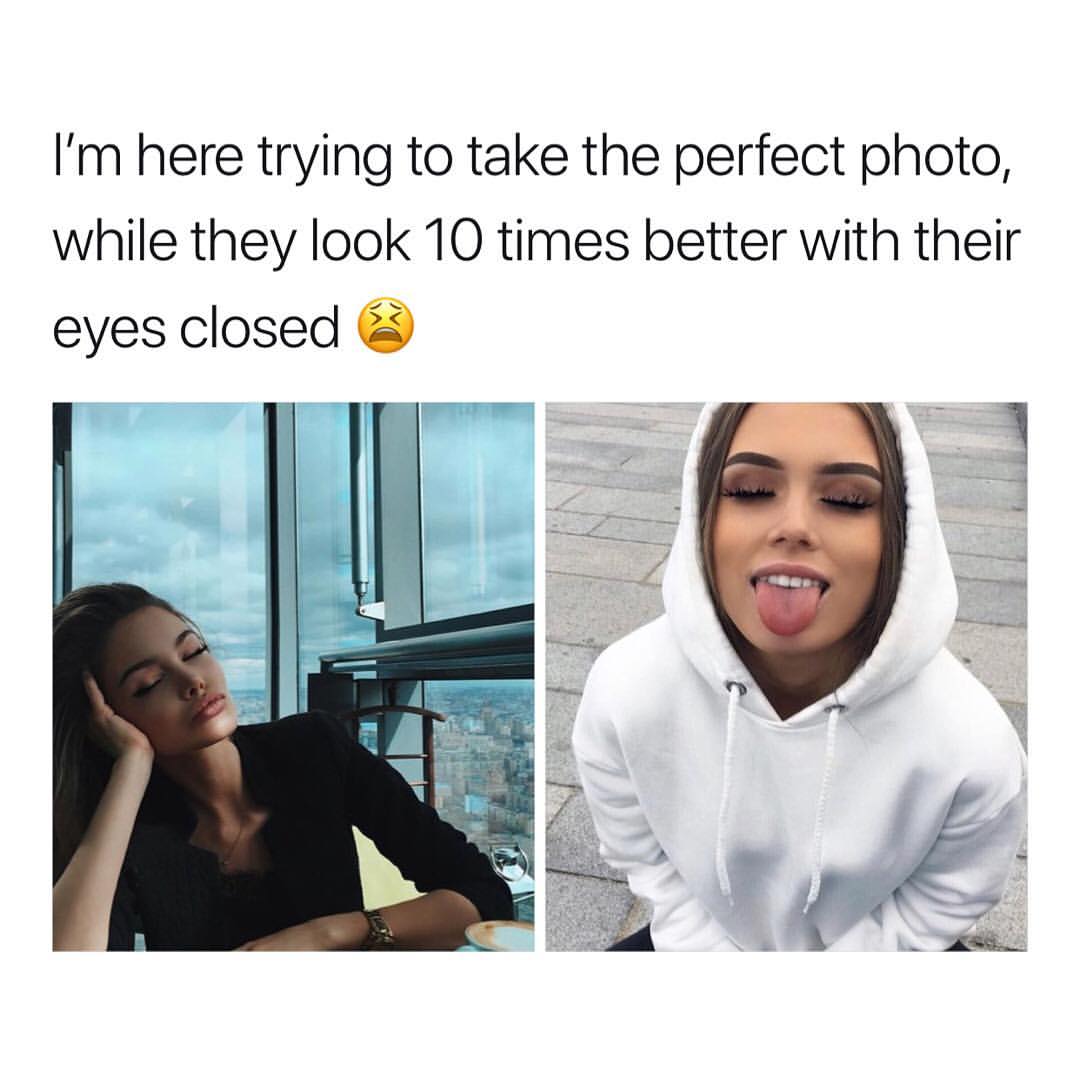 I’m here trying to take the perfect photo,
while they look 10 times better with their
eyes closed 😫